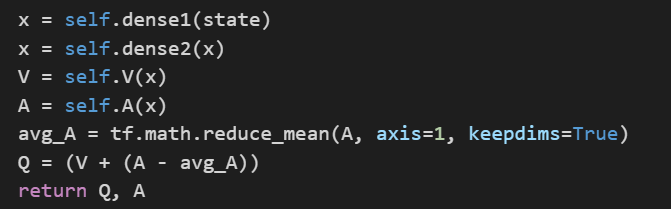 x = self.dense1(state)
x = self.dense2(x)
V = self.V(x)
A = self.A(x)
avg_A = tf.math.reduce_mean(A, axis=1, keepdims=True)
Q = (V + (A - avg_A))
return Q, A